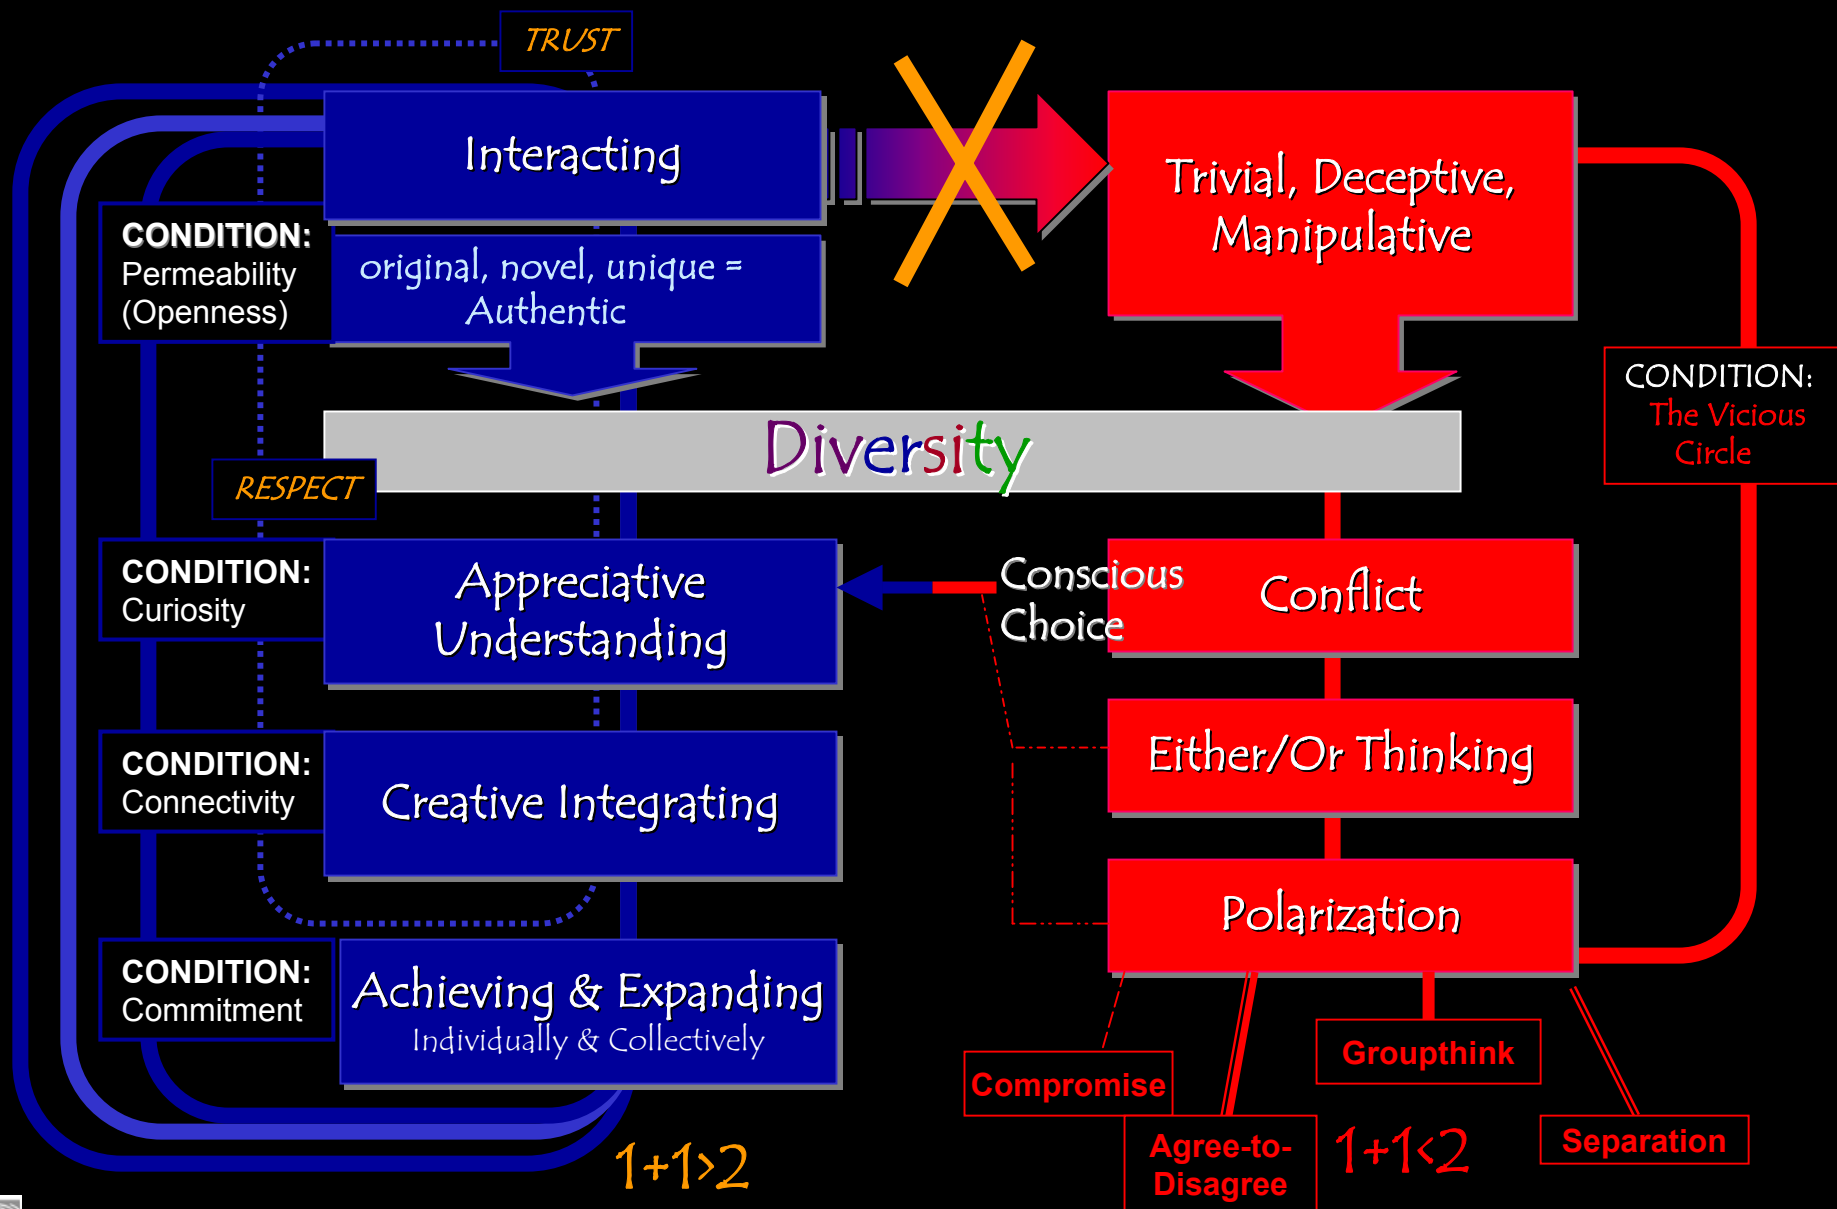 TRUST
Interacting
Trivial, Deceptive,
Manipulative
CONDITION:
Permeability
(Openness)
original, novel, unique =
Authentic
CONDITION:
The Vicious
Circle
Diversity
RESPECT
CONDITION:
Curiosity
Appreciative
Understanding
Conscious
Choice
Conflict
CONDITION:
Connectivity
Creative Integrating
Either/Or Thinking
Polarization
CONDITION:
Commitment
Achieving & Expanding
Individually & Collectively
Compromise
Groupthink
Agree-to-
Disagree
Separation
1+1>2
1+1<2